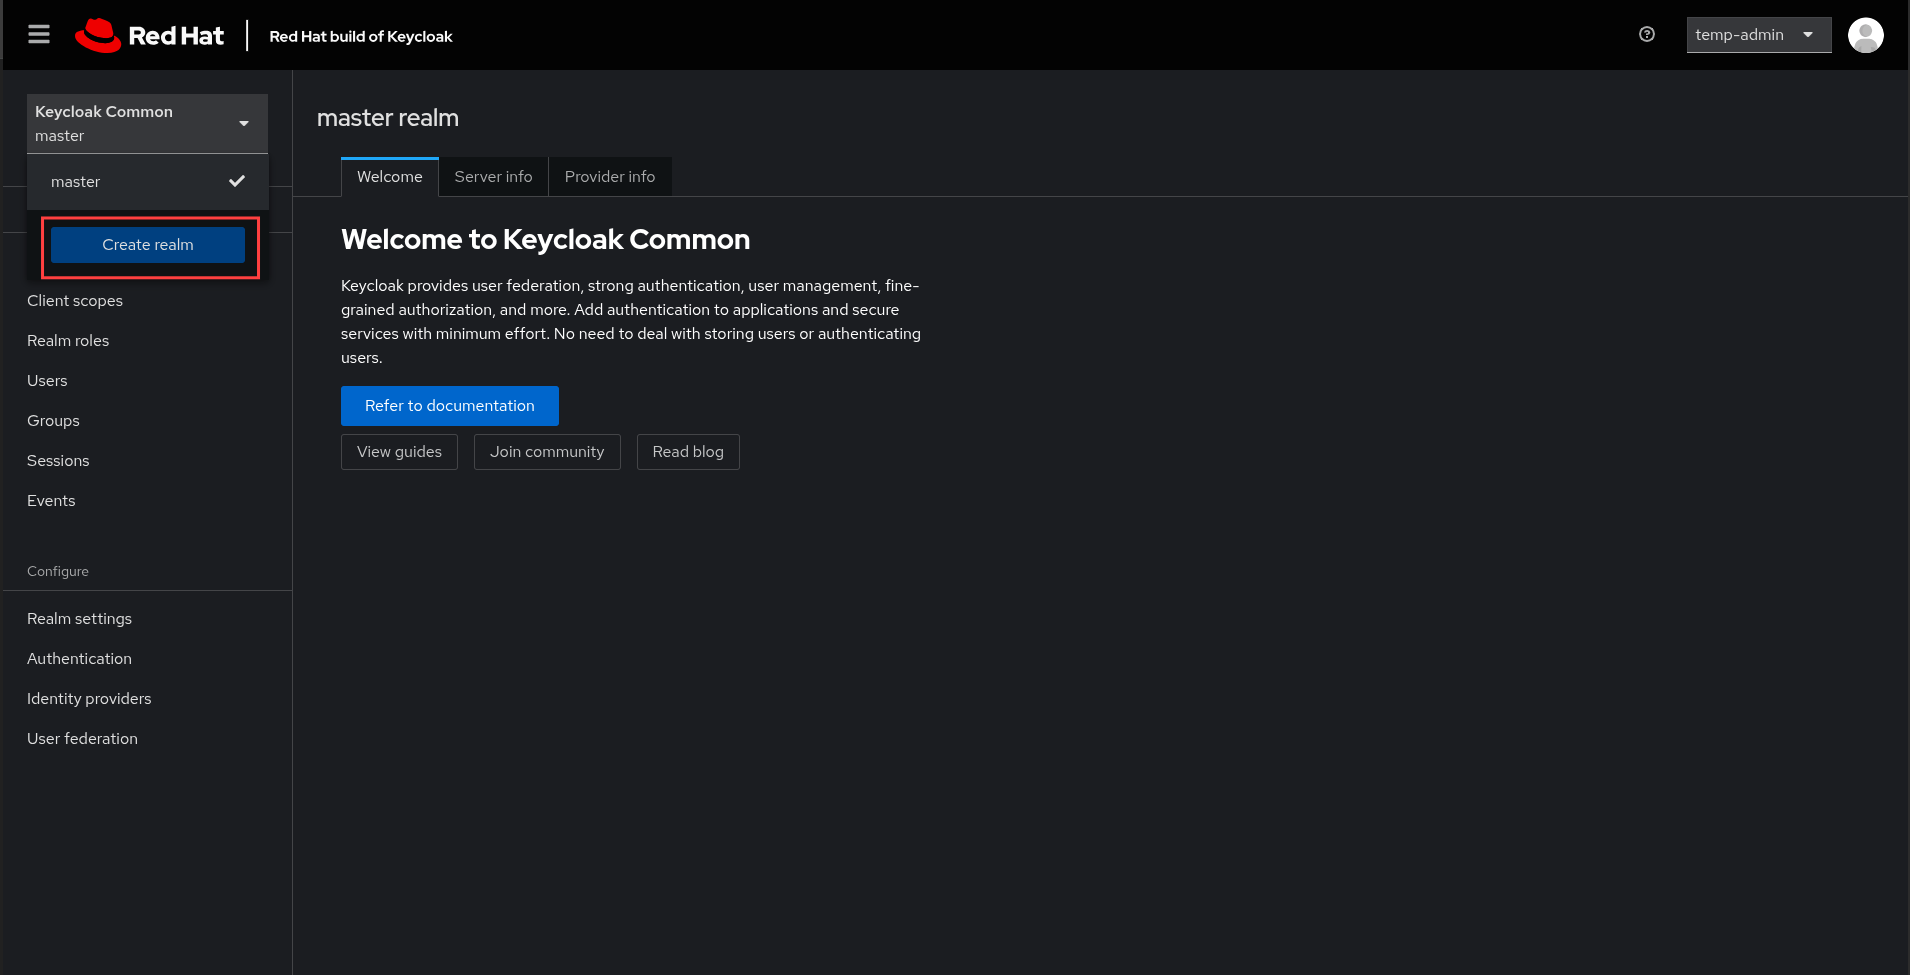 Red Hat
Red Hat build of Keycloak
temp-admin
Keycloak Common
master
master
Create realm
Client scopes
Realm roles
Users
Groups
Sessions
Events
Configure
Realm settings
Authentication
Identity providers
User federation
master realm
Welcome
Server info
Provider info
Welcome to Keycloak Common
Keycloak provides user federation, strong authentication, user management, fine-
grained authorization, and more. Add authentication to applications and secure
services with minimum effort. No need to deal with storing users or authenticating
users.
Refer to documentation
View guides
Join community
Read blog